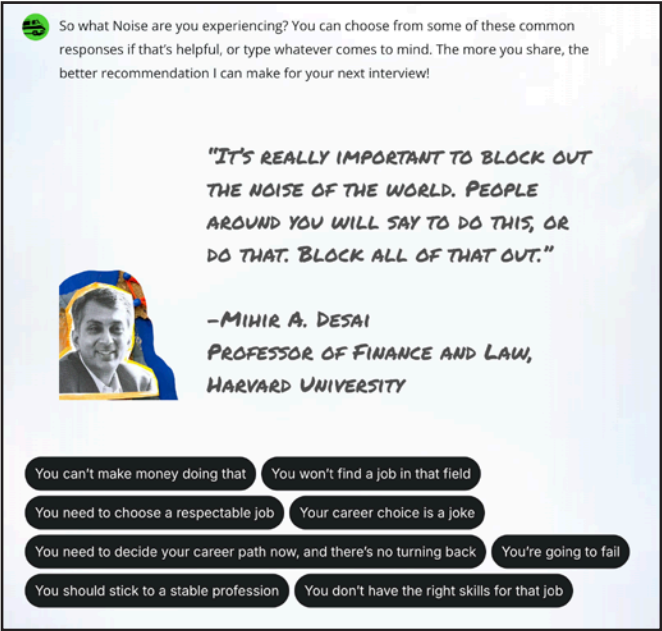 So what Noise are you experiencing? You can choose from some of these common
responses if that's helpful, or type whatever comes to mind. The more you share, the
better recommendation I can make for your next interview!
"It's really important to block out
the noise of the world. People
around you will say to do this, or
do that. Block all of that out."
–Mihir A. Desai
Professor of Finance and Law,
Harvard University
You can't make money doing that
You won't find a job in that field
You need to choose a respectable job
Your career choice is a joke
You need to decide your career path now, and there's no turning back
You're going to fail
You should stick to a stable profession
You don't have the right skills for that job